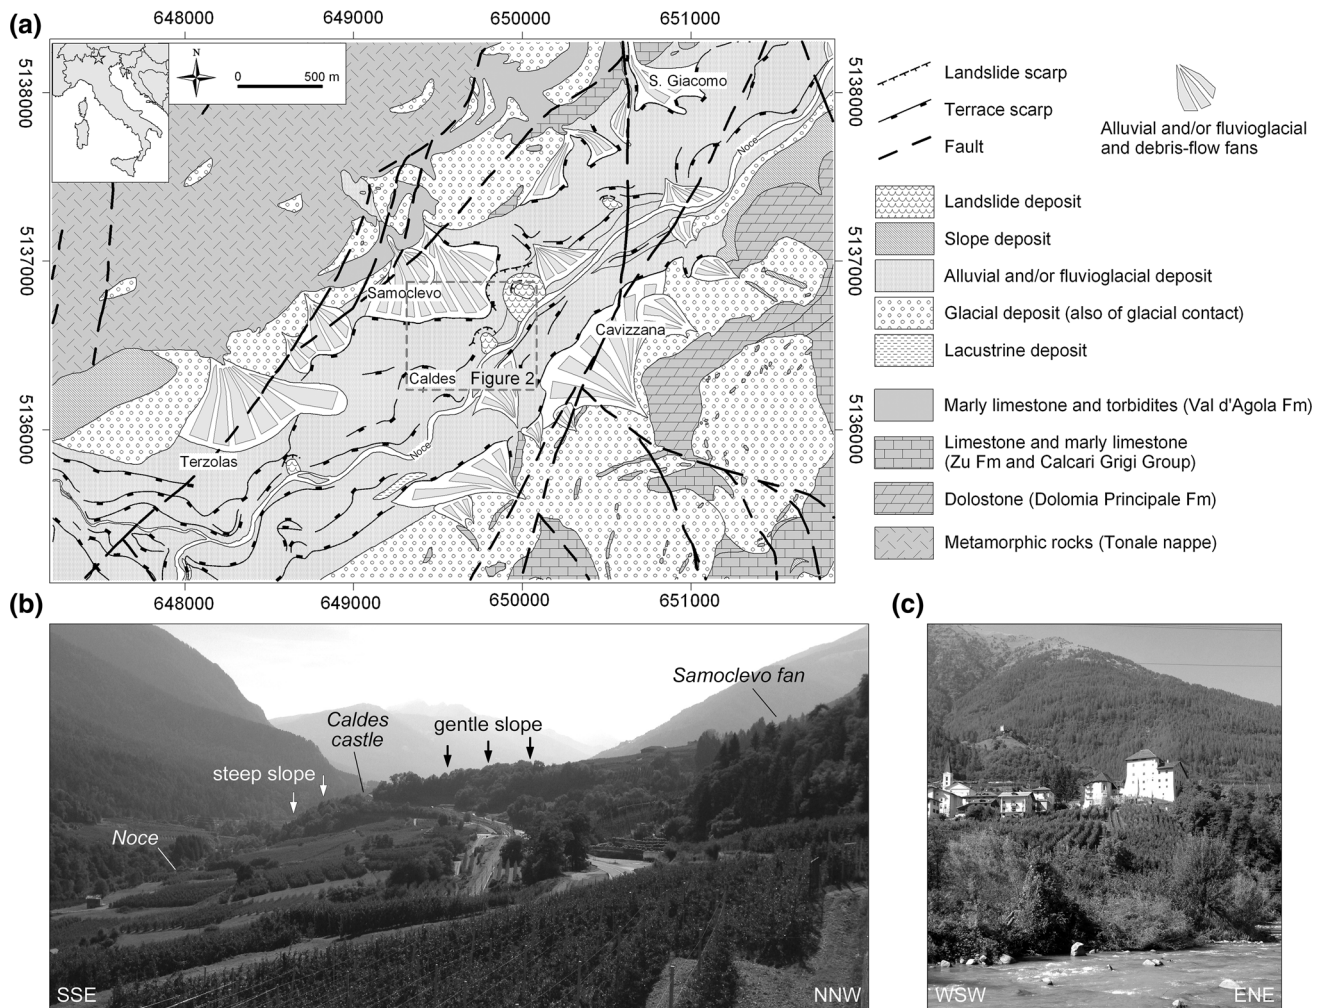 (a)
648000
649000
650000
651000
N
0
500 m
5138000
5137000
5136000
S. Giacomo
Noce
Samoclevo
Cavizzana
Caldes
Figure 2
Noce
Terzolas
5138000
5137000
5136000
648000
649000
650000
651000
Landslide scarp
Terrace scarp
Fault
Alluvial and/or fluvioglacial
and debris-flow fans
Landslide deposit
Slope deposit
Alluvial and/or fluvioglacial deposit
Glacial deposit (also of glacial contact)
Lacustrine deposit
Marly limestone and torbidites (Val d'Agola Fm)
Limestone and marly limestone
(Zu Fm and Calcari Grigi Group)
Dolostone (Dolomia Principale Fm)
Metamorphic rocks (Tonale nappe)
(b)
Samoclevo fan
Caldes
castle
gentle slope
steep slope
Noce
SSE
NNW
(c)
WSW
ENE